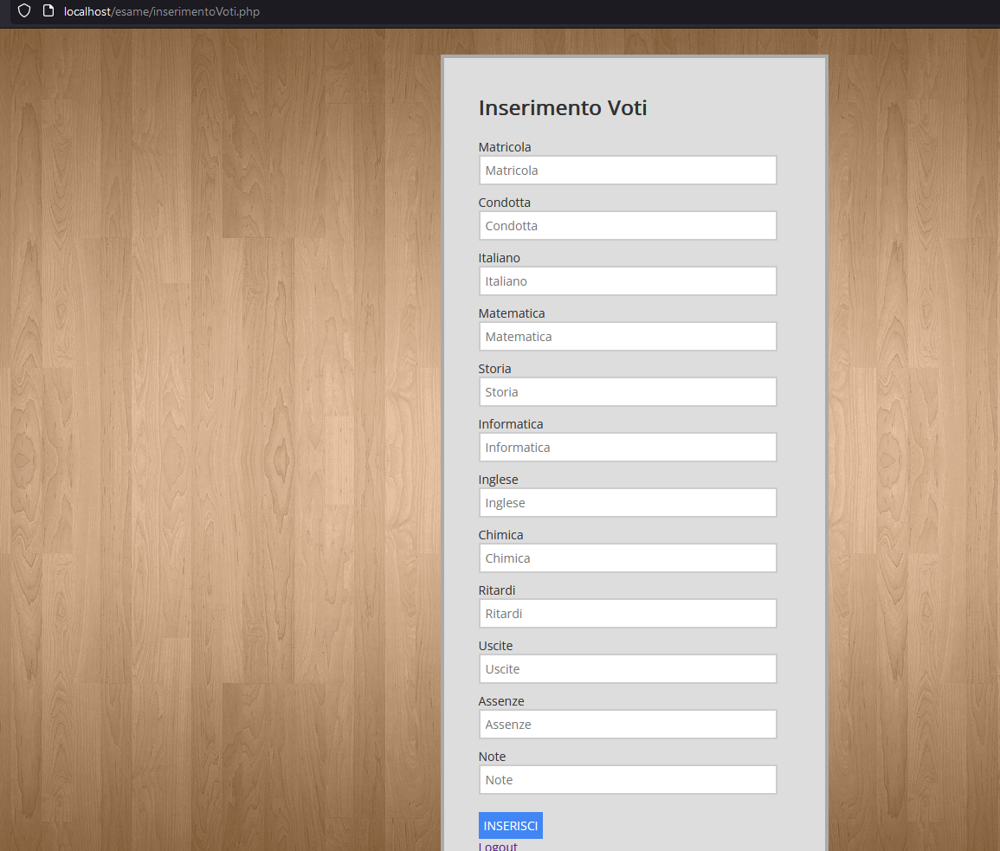 localhost/esame/inserimentoVoti.php
Inserimento Voti
Matricola
Matricola
Condotta
Condotta
Italiano
Italiano
Matematica
Matematica
Storia
Storia
Informatica
Informatica
Inglese
Inglese
Chimica
Chimica
Ritardi
Ritardi
Uscite
Uscite
Assenze
Assenze
Note
Note
INSERISCI
Logout